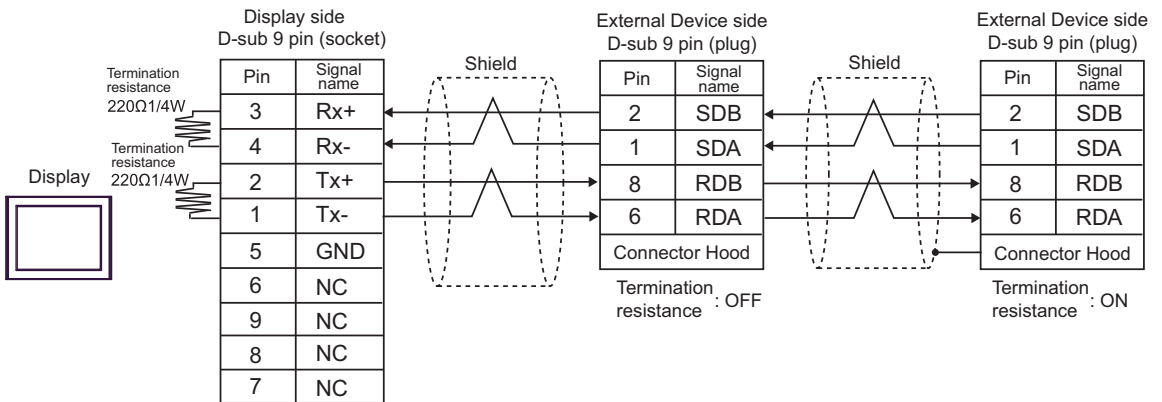 Display side
D-sub 9 pin (socket)
External Device side
D-sub 9 pin (plug)
External Device side
D-sub 9 pin (plug)
Termination
resistance
220Ω1/4W
Termination
resistance
220Ω1/4W
Display
Pin Signal name
3 Rx+
4 Rx-
2 Tx+
1 Tx-
5 GND
6 NC
9 NC
8 NC
7 NC
Shield
Pin Signal name
2 SDB
1 SDA
8 RDB
6 RDA
Connector Hood
Termination
resistance : OFF
Shield
Pin Signal name
2 SDB
1 SDA
8 RDB
6 RDA
Connector Hood
Termination
resistance : ON